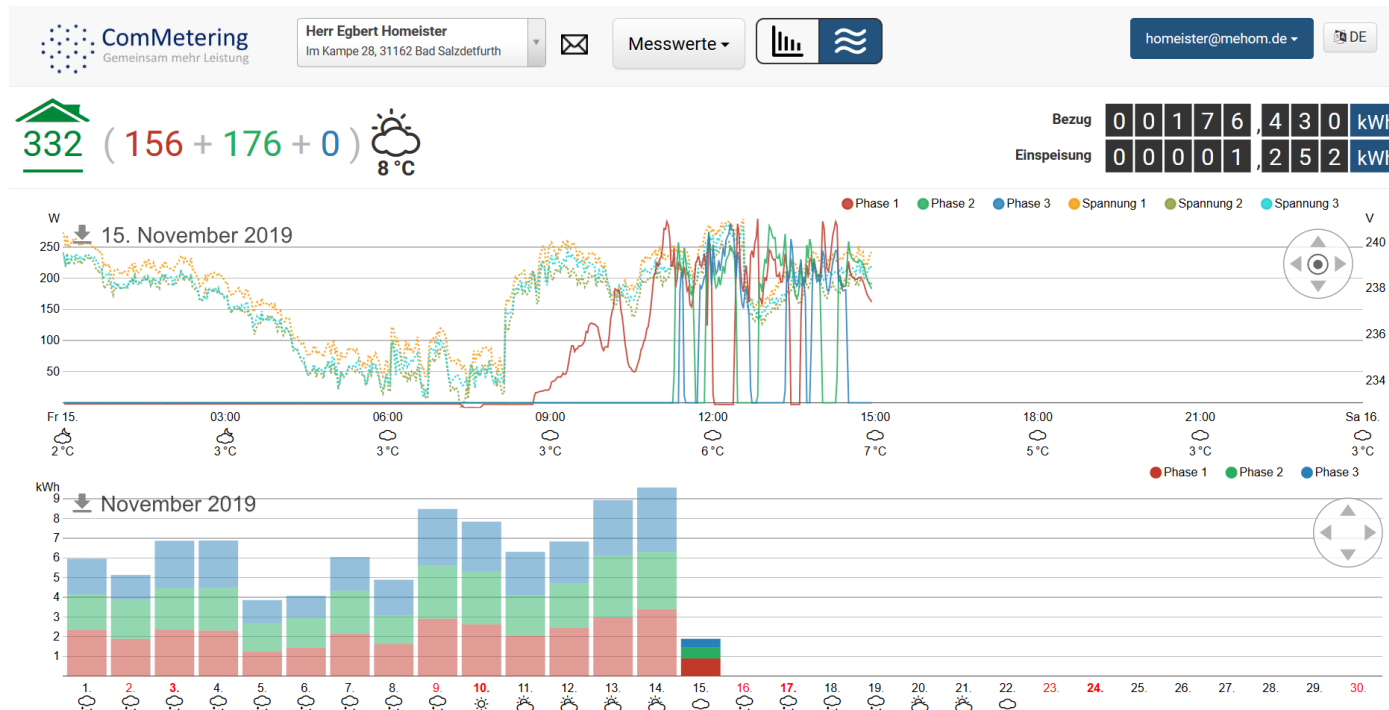 ComMetering
Gemeinsam mehr Leistung
Herr Egbert Homeister
Im Kampe 28, 31162 Bad Salzdetfurth
Messwerte
homeister@mehom.de
DE
332 ( 156 + 176 + 0 )
8 °C
Bezug 0 0 1 7 6 , 4 3 0 kWh
Einspeisung 0 0 0 0 1 , 2 5 2 kWh
Phase 1 Phase 2 Phase 3 Spannung 1 Spannung 2 Spannung 3
W V
15. November 2019
250 240
200 238
150
100 236
50 234
Fr 15. 03:00 06:00 09:00 12:00 15:00 18:00 21:00 Sa 16.
2 °C 3 °C 3 °C 3 °C 6 °C 7 °C 5 °C 3 °C 3 °C
Phase 1 Phase 2 Phase 3
kWh
November 2019
9
8
7
6
5
4
3
2
1
1. 2. 3. 4. 5. 6. 7. 8. 9. 10. 11. 12. 13. 14. 15. 16. 17. 18. 19. 20. 21. 22. 23. 24. 25. 26. 27. 28. 29. 30.